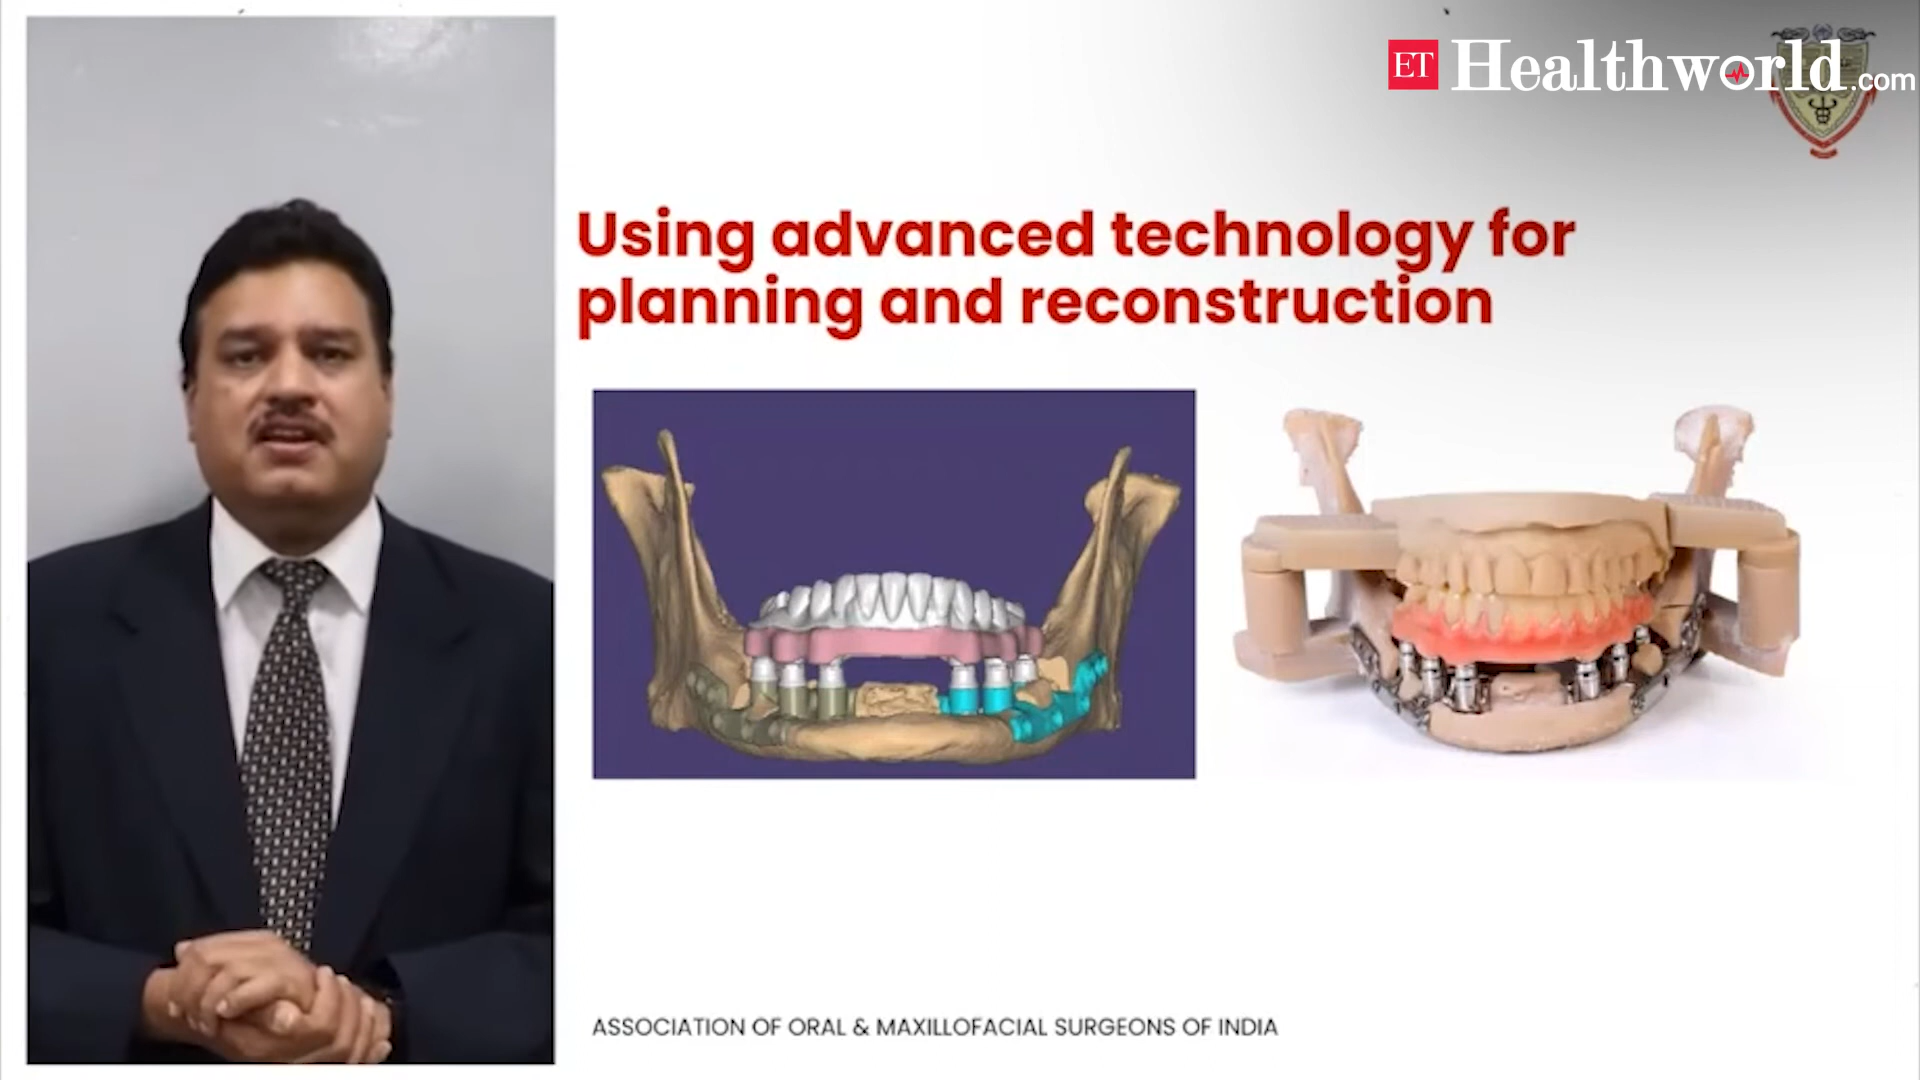 ET Healthworld.com
Using advanced technology for
planning and reconstruction
ASSOCIATION OF ORAL & MAXILLOFACIAL SURGEONS OF INDIA